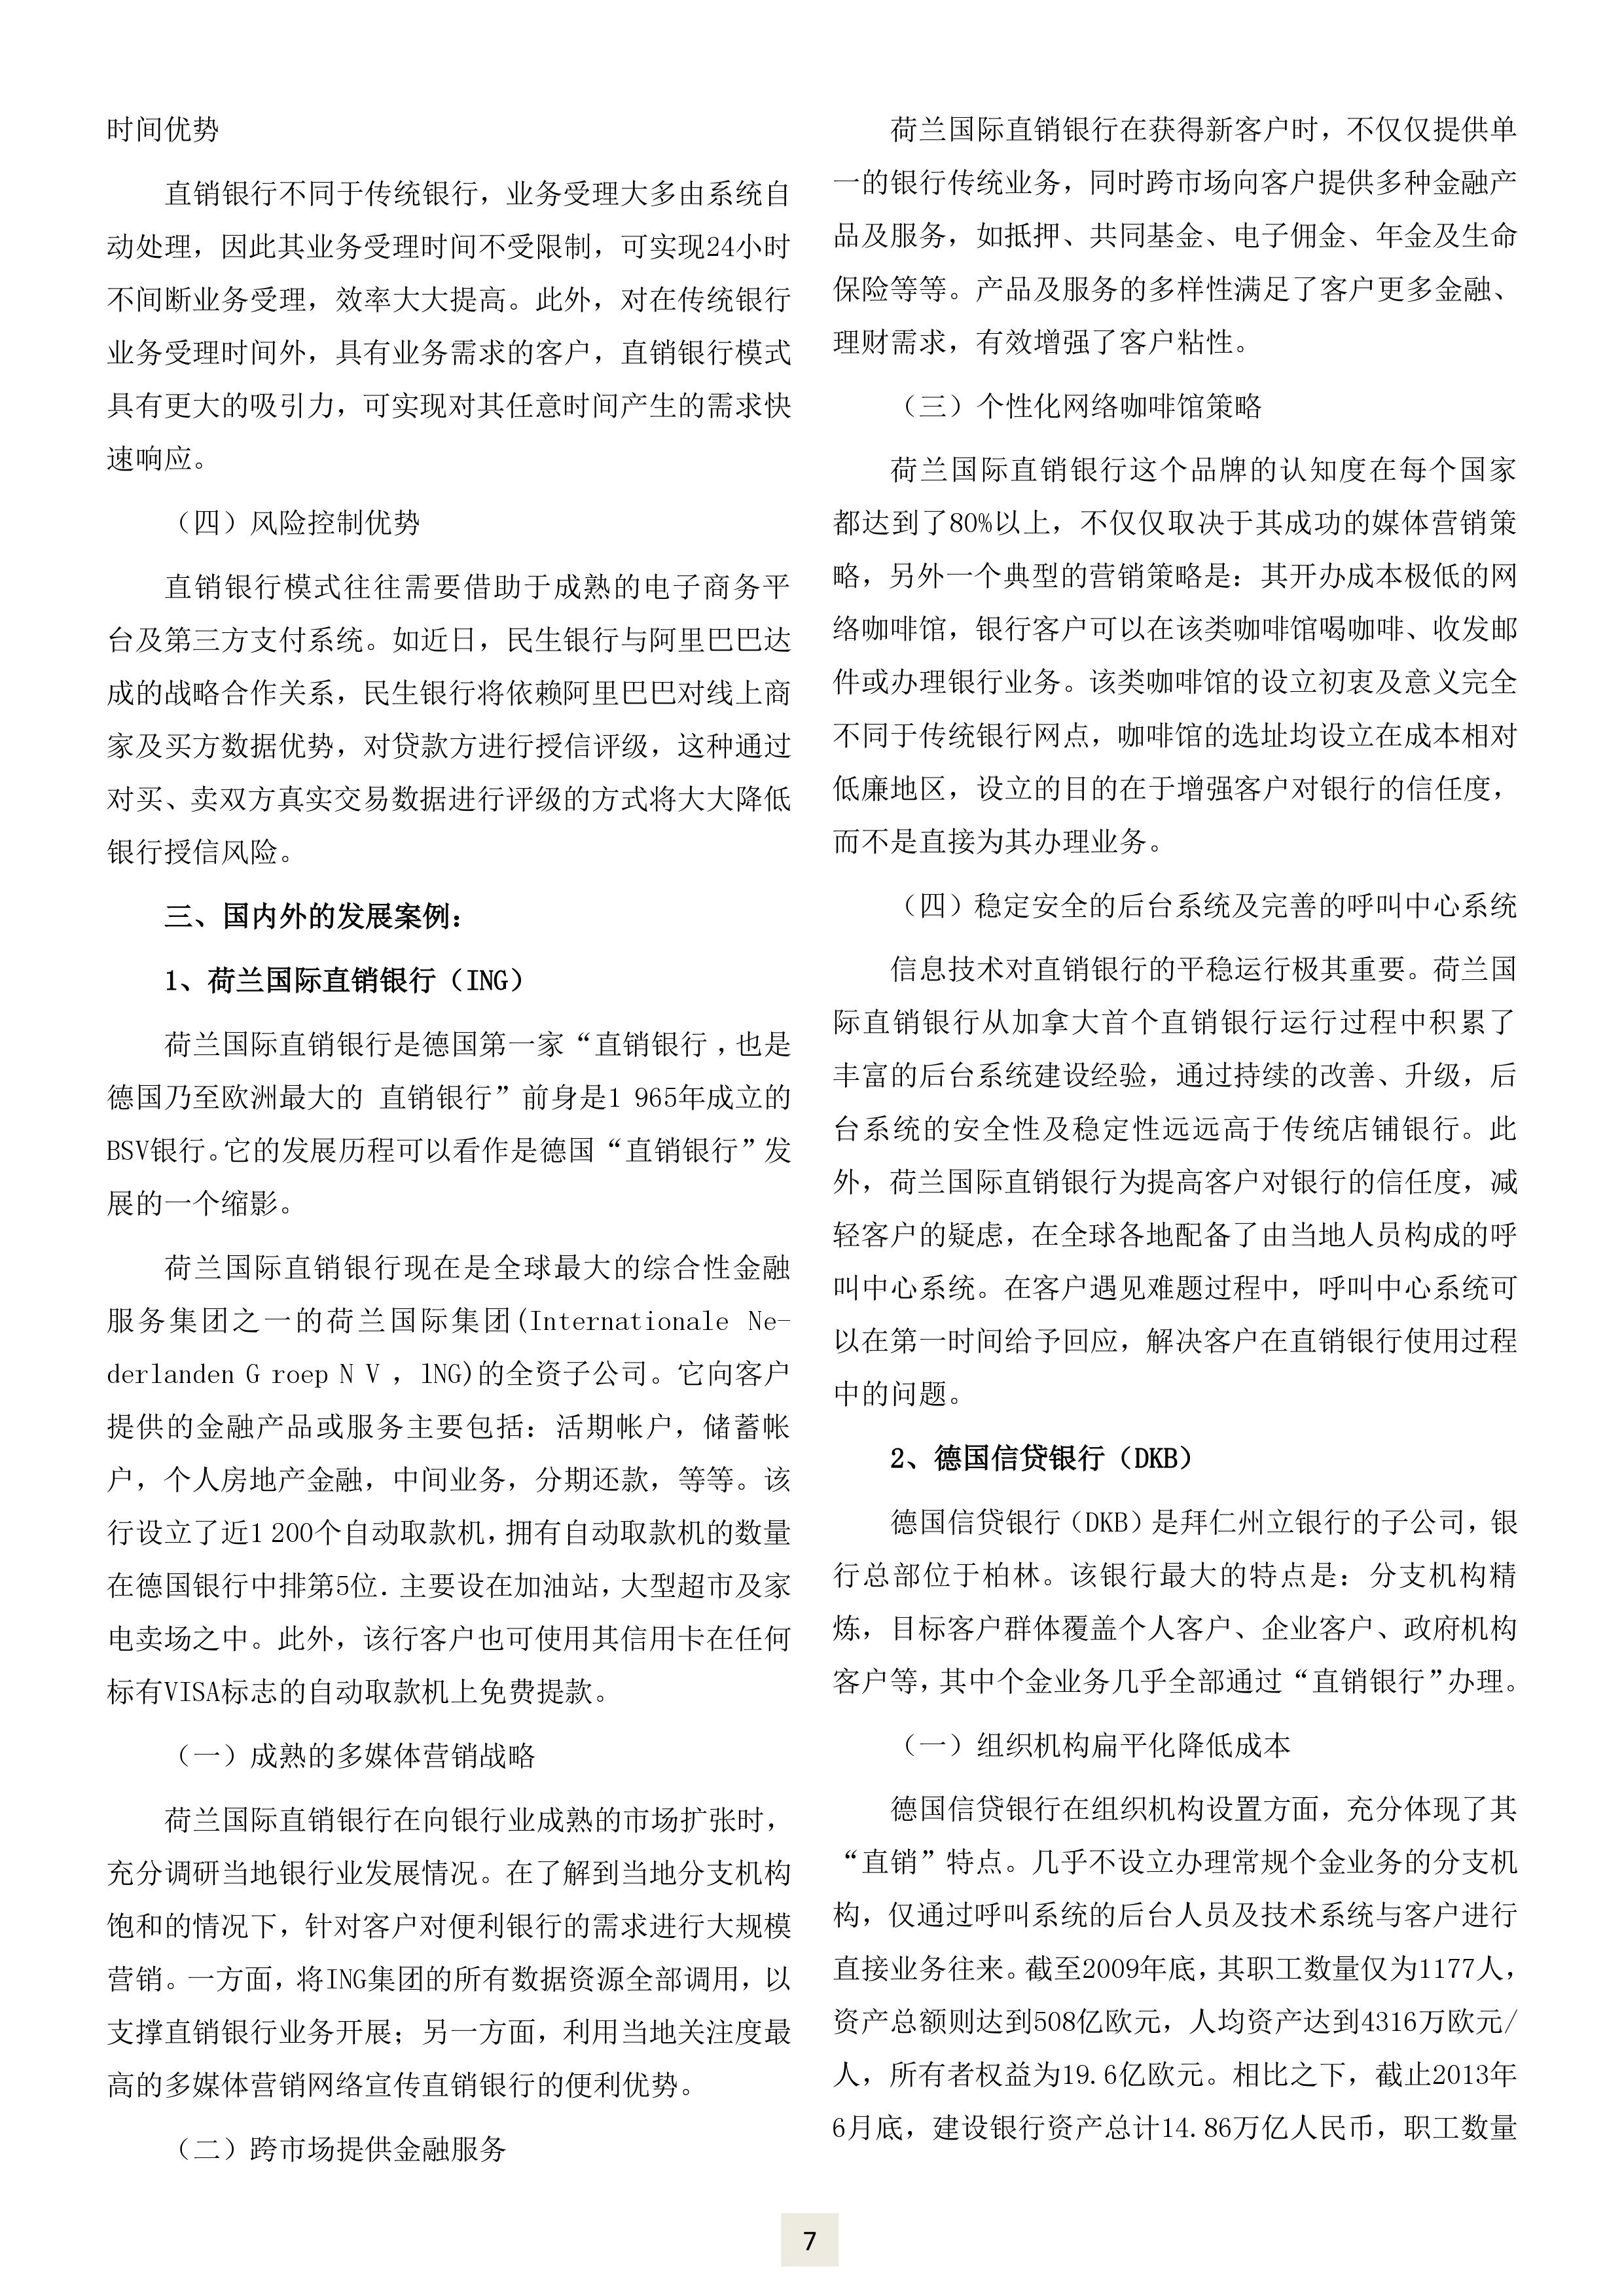 时间优势
直销银行不同于传统银行，业务受理大多由系统自
动处理，因此其业务受理时间不受限制，可实现24小时
不间断业务受理，效率大大提高。此外，对在传统银行
业务受理时间外，具有业务需求的客户，直销银行模式
具有更大的吸引力，可实现对其任意时间产生的需求快
速响应。
（四）风险控制优势
直销银行模式往往需要借助于成熟的电子商务平
台及第三方支付系统。如近日，民生银行与阿里巴巴达
成的战略合作关系，民生银行将依赖阿里巴巴对线上商
家及买方数据优势，对贷款方进行授信评级，这种通过
对买、卖双方真实交易数据进行评级的方式将大大降低
银行授信风险。
三、国内外的发展案例：
1、荷兰国际直销银行（ING）
荷兰国际直销银行是德国第一家“直销银行，也是
德国乃至欧洲最大的 直销银行”前身是1 965年成立的
BSV银行。它的发展历程可以看作是德国“直销银行”发
展的一个缩影。
荷兰国际直销银行现在是全球最大的综合性金融
服务集团之一的荷兰国际集团(Internationale Ne-
derlanden G roep N V ，lNG)的全资子公司。它向客户
提供的金融产品或服务主要包括：活期帐户，储蓄帐
户，个人房地产金融，中间业务，分期还款，等等。该
行设立了近1 200个自动取款机，拥有自动取款机的数量
在德国银行中排第5位．主要设在加油站，大型超市及家
电卖场之中。此外，该行客户也可使用其信用卡在任何
标有VISA标志的自动取款机上免费提款。
（一）成熟的多媒体营销战略
荷兰国际直销银行在向银行业成熟的市场扩张时，
充分调研当地银行业发展情况。在了解到当地分支机构
饱和的情况下，针对客户对便利银行的需求进行大规模
营销。一方面，将ING集团的所有数据资源全部调用，以
支撑直销银行业务开展；另一方面，利用当地关注度最
高的多媒体营销网络宣传直销银行的便利优势。
（二）跨市场提供金融服务
荷兰国际直销银行在获得新客户时，不仅仅提供单
一的银行传统业务，同时跨市场向客户提供多种金融产
品及服务，如抵押、共同基金、电子佣金、年金及生命
保险等等。产品及服务的多样性满足了客户更多金融、
理财需求，有效增强了客户粘性。
（三）个性化网络咖啡馆策略
荷兰国际直销银行这个品牌的认知度在每个国家
都达到了80%以上，不仅仅取决于其成功的媒体营销策
略，另外一个典型的营销策略是：其开办成本极低的网
络咖啡馆，银行客户可以在该类咖啡馆喝咖啡、收发邮
件或办理银行业务。该类咖啡馆的设立初衷及意义完全
不同于传统银行网点，咖啡馆的选址均设立在成本相对
低廉地区，设立的目的在于增强客户对银行的信任度，
而不是直接为其办理业务。
（四）稳定安全的后台系统及完善的呼叫中心系统
信息技术对直销银行的平稳运行极其重要。荷兰国
际直销银行从加拿大首个直销银行运行过程中积累了
丰富的后台系统建设经验，通过持续的改善、升级，后
台系统的安全性及稳定性远远高于传统店铺银行。此
外，荷兰国际直销银行为提高客户对银行的信任度，减
轻客户的疑虑，在全球各地配备了由当地人员构成的呼
叫中心系统。在客户遇见难题过程中，呼叫中心系统可
以在第一时间给予回应，解决客户在直销银行使用过程
中的问题。
2、德国信贷银行（DKB）
德国信贷银行（DKB）是拜仁州立银行的子公司，银
行总部位于柏林。该银行最大的特点是：分支机构精
炼，目标客户群体覆盖个人客户、企业客户、政府机构
客户等，其中个金业务几乎全部通过“直销银行”办理。
（一）组织机构扁平化降低成本
德国信贷银行在组织机构设置方面，充分体现了其
“直销”特点。几乎不设立办理常规个金业务的分支机
构，仅通过呼叫系统的后台人员及技术系统与客户进行
直接业务往来。截至2009年底，其职工数量仅为1177人，
资产总额则达到508亿欧元，人均资产达到4316万欧元/
人，所有者权益为19.6亿欧元。相比之下，截止2013年
6月底，建设银行资产总计14.86万亿人民币，职工数量
7